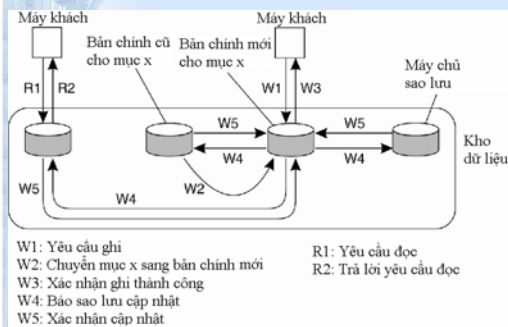 Máy khách
Máy khách
Bản chính cũ
cho mục x
Bản chính mới
cho mục x
Máy chủ
sao lưu
R1
R2
W1
W3
W5
W5
Kho
dữ liệu
W4
W4
W5
W2
W4
W1: Yêu cầu ghi
W2: Chuyển mục x sang bản chính mới
W3: Xác nhận ghi thành công
W4: Báo sao lưu cập nhật
W5: Xác nhận cập nhật
R1: Yêu cầu đọc
R2: Trả lời yêu cầu đọc